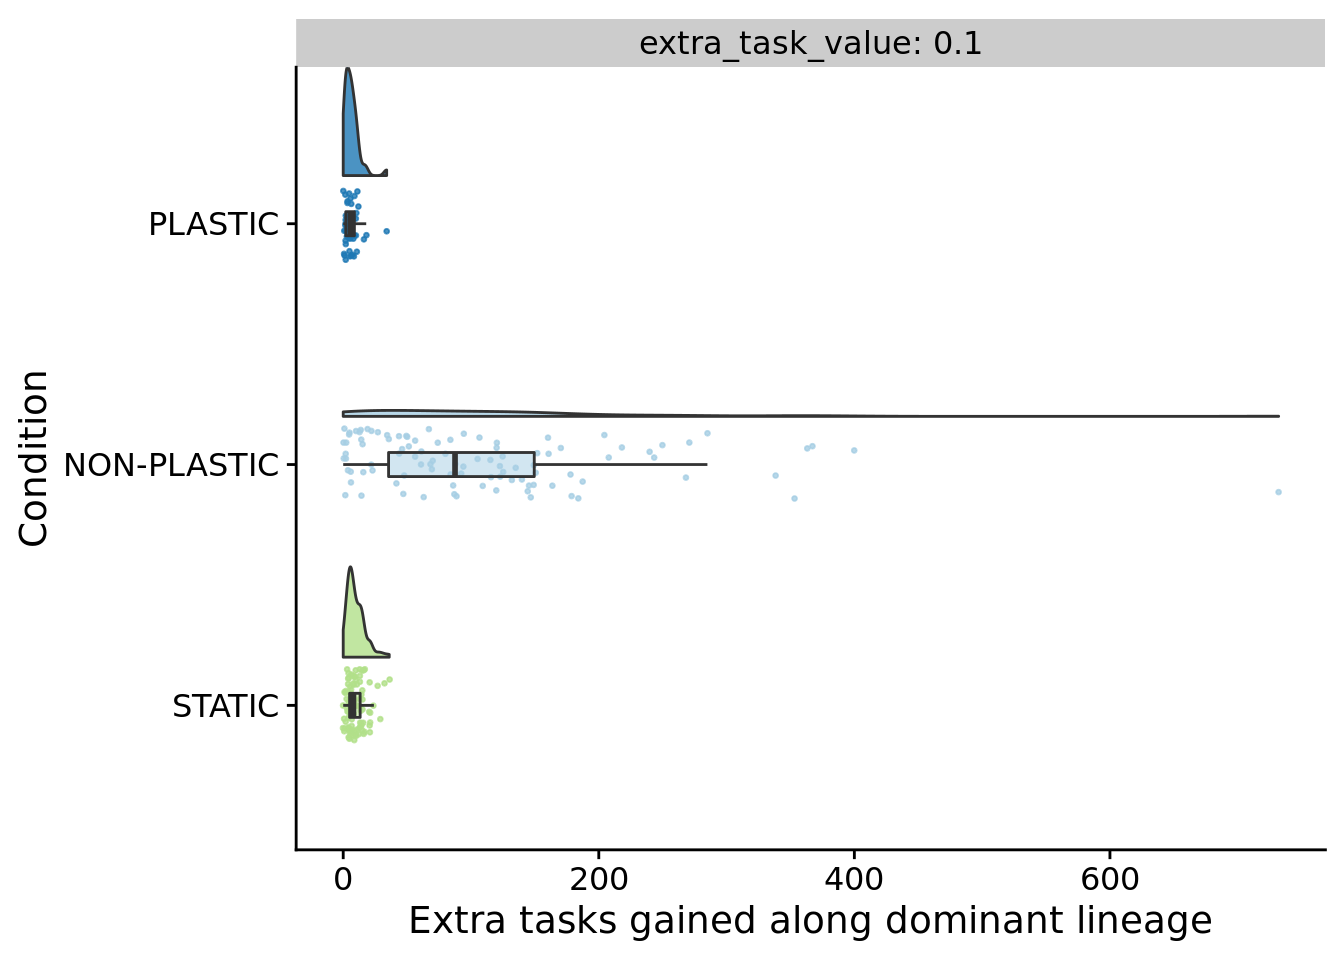 extra_task_value: 0.1
PLASTIC
NON-PLASTIC
STATIC
Condition
0 200 400 600
Extra tasks gained along dominant lineage